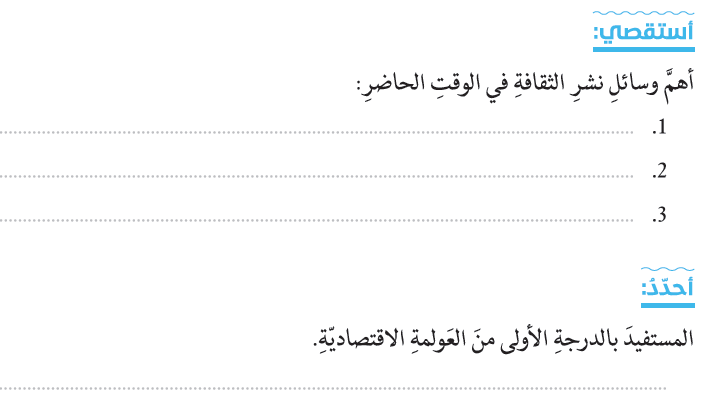 أستقصي:
أهمَّ وسائلِ نشرِ الثقافةِ في الوقتِ الحاضرِ:
1.
2.
3.
أحدّدُ:
المستفيدَ بالدرجةِ الأولى منَ العَولمةِ الاقتصاديّةِ.